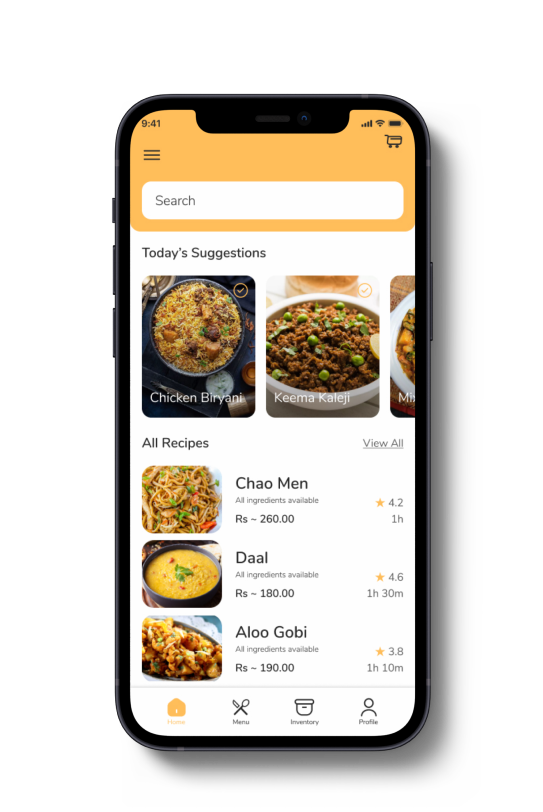 9:41
Search
Today's Suggestions
Chicken Biryani
Keema Kaleji
All Recipes
View All
Chao Men
All ingredients available
4.2
Rs ~ 260.00
1h
Daal
All ingredients available
4.6
Rs ~ 180.00
1h 30m
Aloo Gobi
All ingredients available
3.8
Rs ~ 190.00
1h 10m
Home
Menu
Inventory
Profile